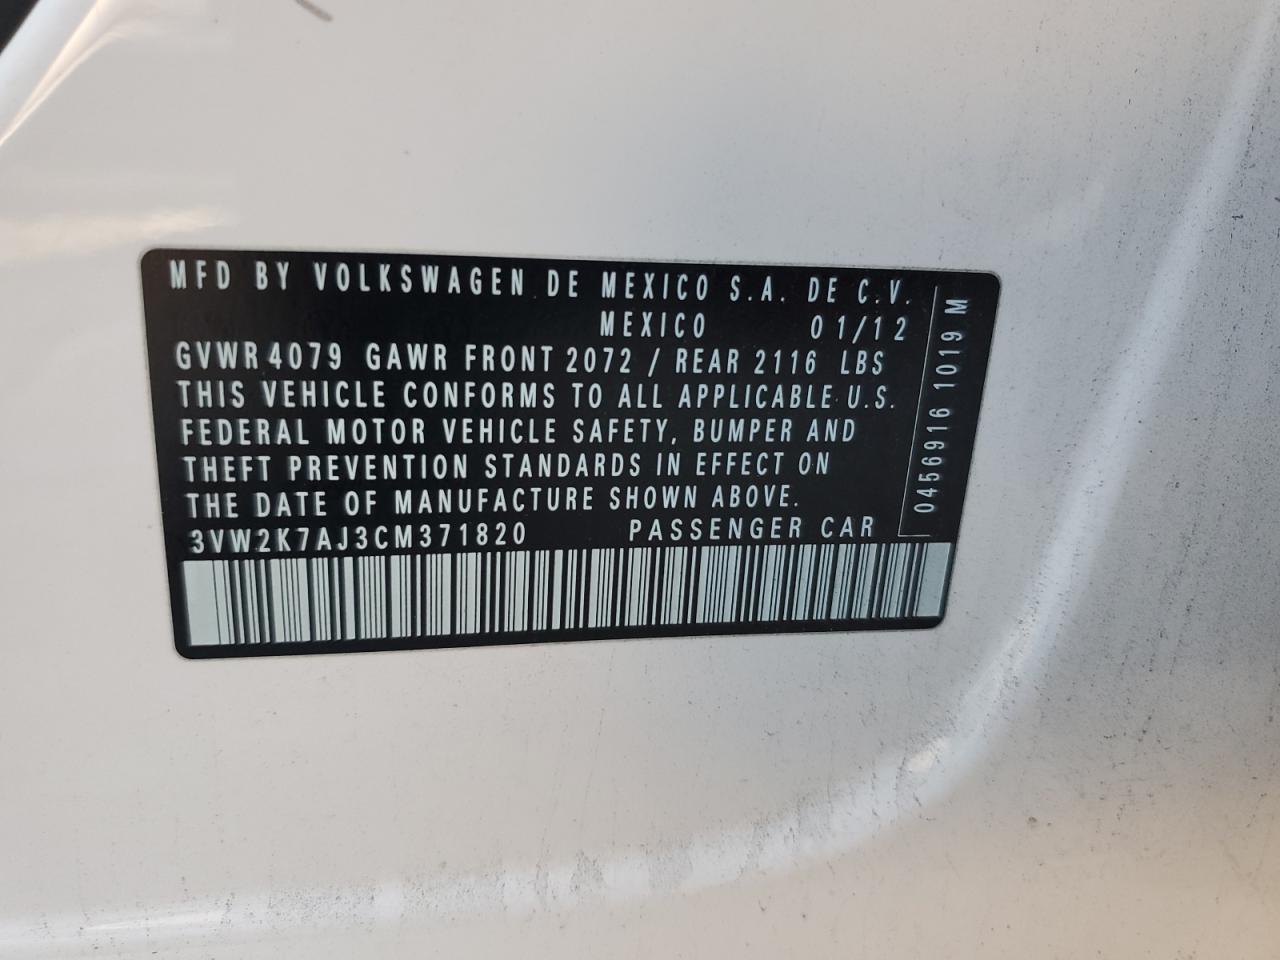 MFD BY VOLKSWAGEN DE MEXICO S.A. DE C.V.
MEXICO 01/12
GVWR 4079 GAWR FRONT 2072 / REAR 2116 LBS
THIS VEHICLE CONFORMS TO ALL APPLICABLE U.S.
FEDERAL MOTOR VEHICLE SAFETY, BUMPER AND
THEFT PREVENTION STANDARDS IN EFFECT ON
THE DATE OF MANUFACTURE SHOWN ABOVE.
3VW2K7AJ3CM371820 PASSENGER CAR
0456916 1019 M